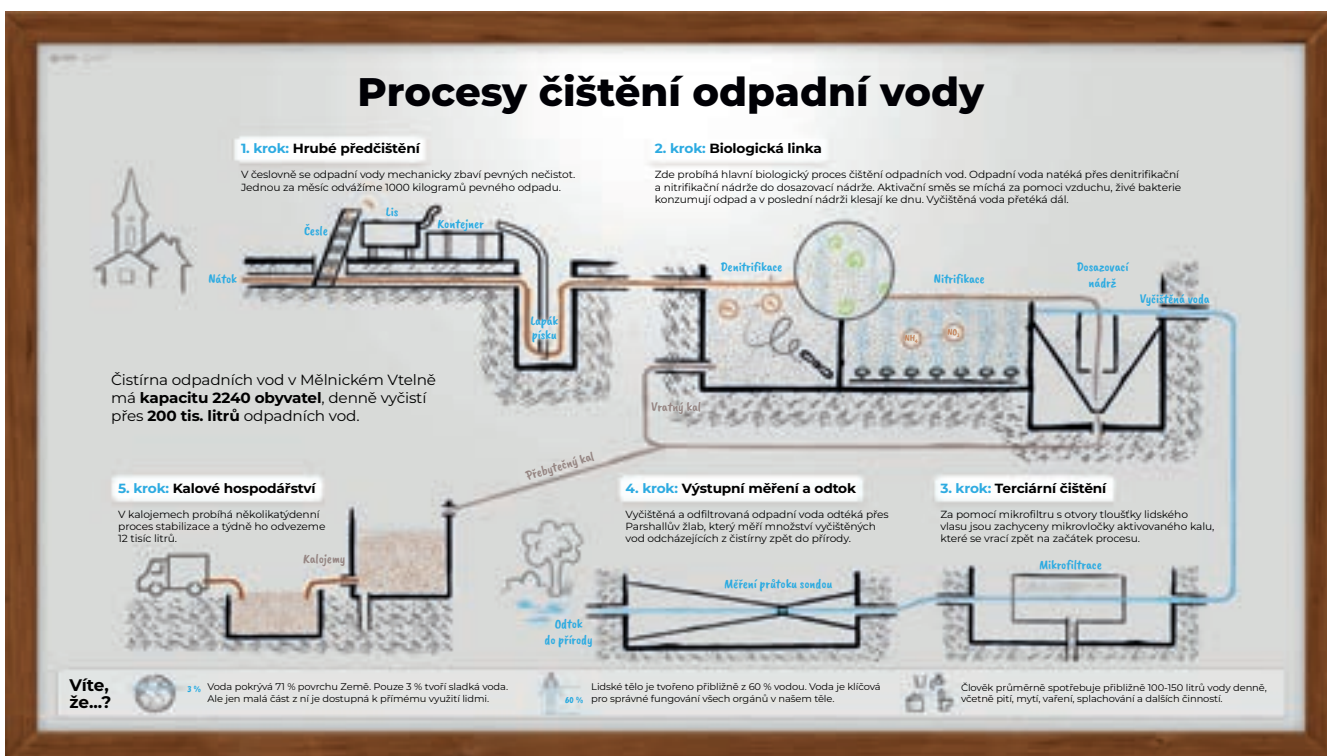 Procesy čištění odpadní vody
1. krok: Hrubé předčištění
V česlovně se odpadní vody mechanicky zbaví pevných nečistot.
Jednou za měsíc odvážíme 1000 kilogramů pevného odpadu.
2. krok: Biologická linka
Zde probíhá hlavní biologický proces čištění odpadních vod. Odpadní voda natéká přes denitrifikační
a nitrifikační nádrže do dosazovací nádrže. Aktivační směs se míchá za pomoci vzduchu, živé bakterie
konzumují odpad a v poslední nádrži klesají ke dnu. Vyčištěná voda přetéká dál.
Nátok
Česle
Lis
Kontejner
Lapák
písku
Denitrifikace
Nitrifikace
NH₄
NO₃
Dosazovací
nádrž
Vyčištěná voda
Vratný kal
Přebytečný kal
Čistírna odpadních vod v Mělnickém Vtelně
má kapacitu 2240 obyvatel, denně vyčistí
přes 200 tis. litrů odpadních vod.
5. krok: Kalové hospodářství
V kalojemech probíhá několikatýdenní
proces stabilizace a týdně ho odvezeme
12 tisíc litrů.
Kalojemy
4. krok: Výstupní měření a odtok
Vyčištěná a odfiltrovaná odpadní voda odtéká přes
Parshallův žlab, který měří množství vyčištěných
vod odcházejících z čistírny zpět do přírody.
Měření průtoku sondou
Odtok
do přírody
3. krok: Terciární čištění
Za pomocí mikrofiltru s otvory tloušťky lidského
vlasu jsou zachyceny mikrovločky aktivovaného kalu,
které se vrací zpět na začátek procesu.
Mikrofiltrace
Víte,
že...?
3 %
Voda pokrývá 71 % povrchu Země. Pouze 3 % tvoří sladká voda.
Ale jen malá část z ní je dostupná k přímému využití lidmi.
60 %
Lidské tělo je tvořeno přibližně z 60 % vodou. Voda je klíčová
pro správné fungování všech orgánů v našem těle.
Člověk průměrně spotřebuje přibližně 100-150 litrů vody denně,
včetně pití, mytí, vaření, splachování a dalších činností.